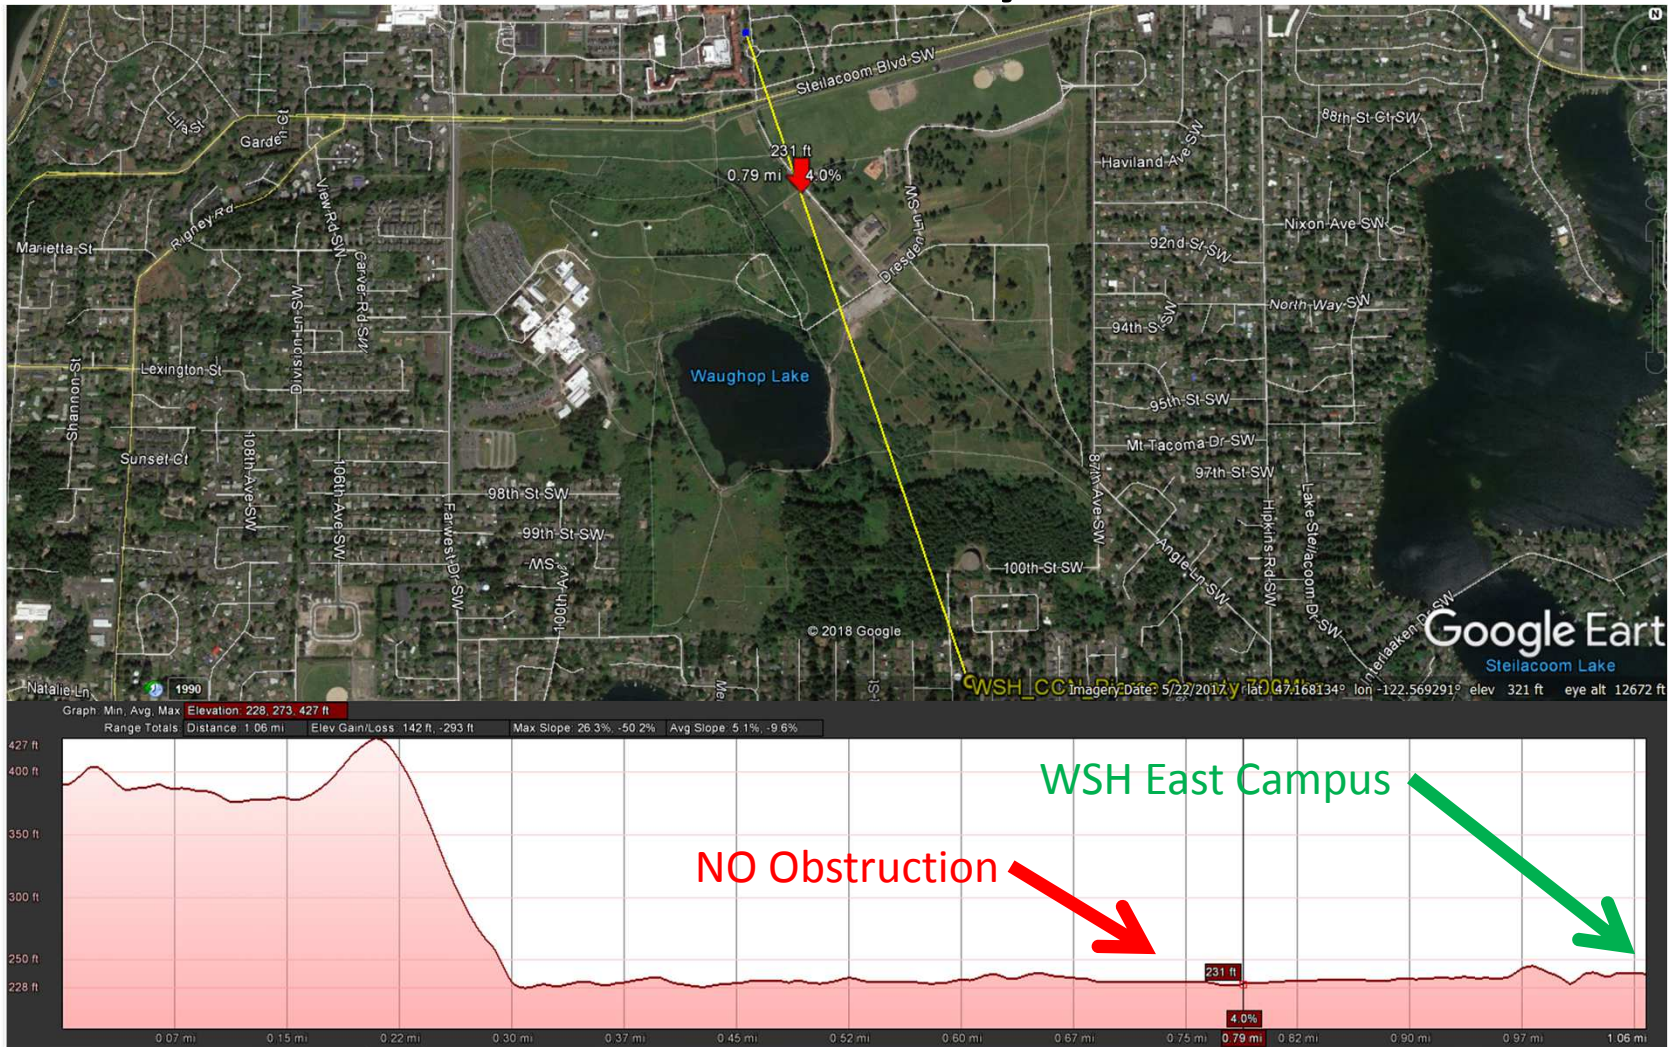 Steilacoom Blvd SW
88th St Ct SW
Lila St
Garden Ct
231 ft
0.79 mi
4.0%
Haviland Ave SW
View Rd SW
Rigney Rd
Dresden Ln SW
Nixon Ave SW
Marietta St
92nd St SW
Carver Rd SW
Division Ln SW
North Way SW
94th St SW
Lexington St
Waughop Lake
Shannon St
95th St SW
Mt Tacoma Dr SW
Sunset Ct
108th Ave SW
106th Ave SW
97th St SW
98th St SW
87th Ave SW
Hipkins Rd SW
Lake Steilacoom Dr SW
Farwest Dr SW
99th St SW
SW
100th Ave
Angle Ln SW
100th St SW
Interlaaken Dr SW
© 2018 Google
Google Eart
Steilacoom Lake
Natalie Ln
1990
Me
St
WSH_CCN_Pierce County 700Mhz
Imagery Date: 5/22/2017 lat 47.168134° lon -122.569291° elev 321 ft eye alt 12672 ft
Graph: Min, Avg, Max Elevation: 228, 273, 427 ft
Range Totals: Distance: 1.06 mi Elev Gain/Loss: 142 ft, -293 ft Max Slope: 26.3%, -50.2% Avg Slope: 5.1%, -9.6%
427 ft
400 ft
350 ft
300 ft
250 ft
228 ft
WSH East Campus
NO Obstruction
231 ft
4.0%
0.07 mi 0.15 mi 0.22 mi 0.30 mi 0.37 mi 0.45 mi 0.52 mi 0.60 mi 0.67 mi 0.75 mi 0.79 mi 0.82 mi 0.90 mi 0.97 mi 1.06 mi